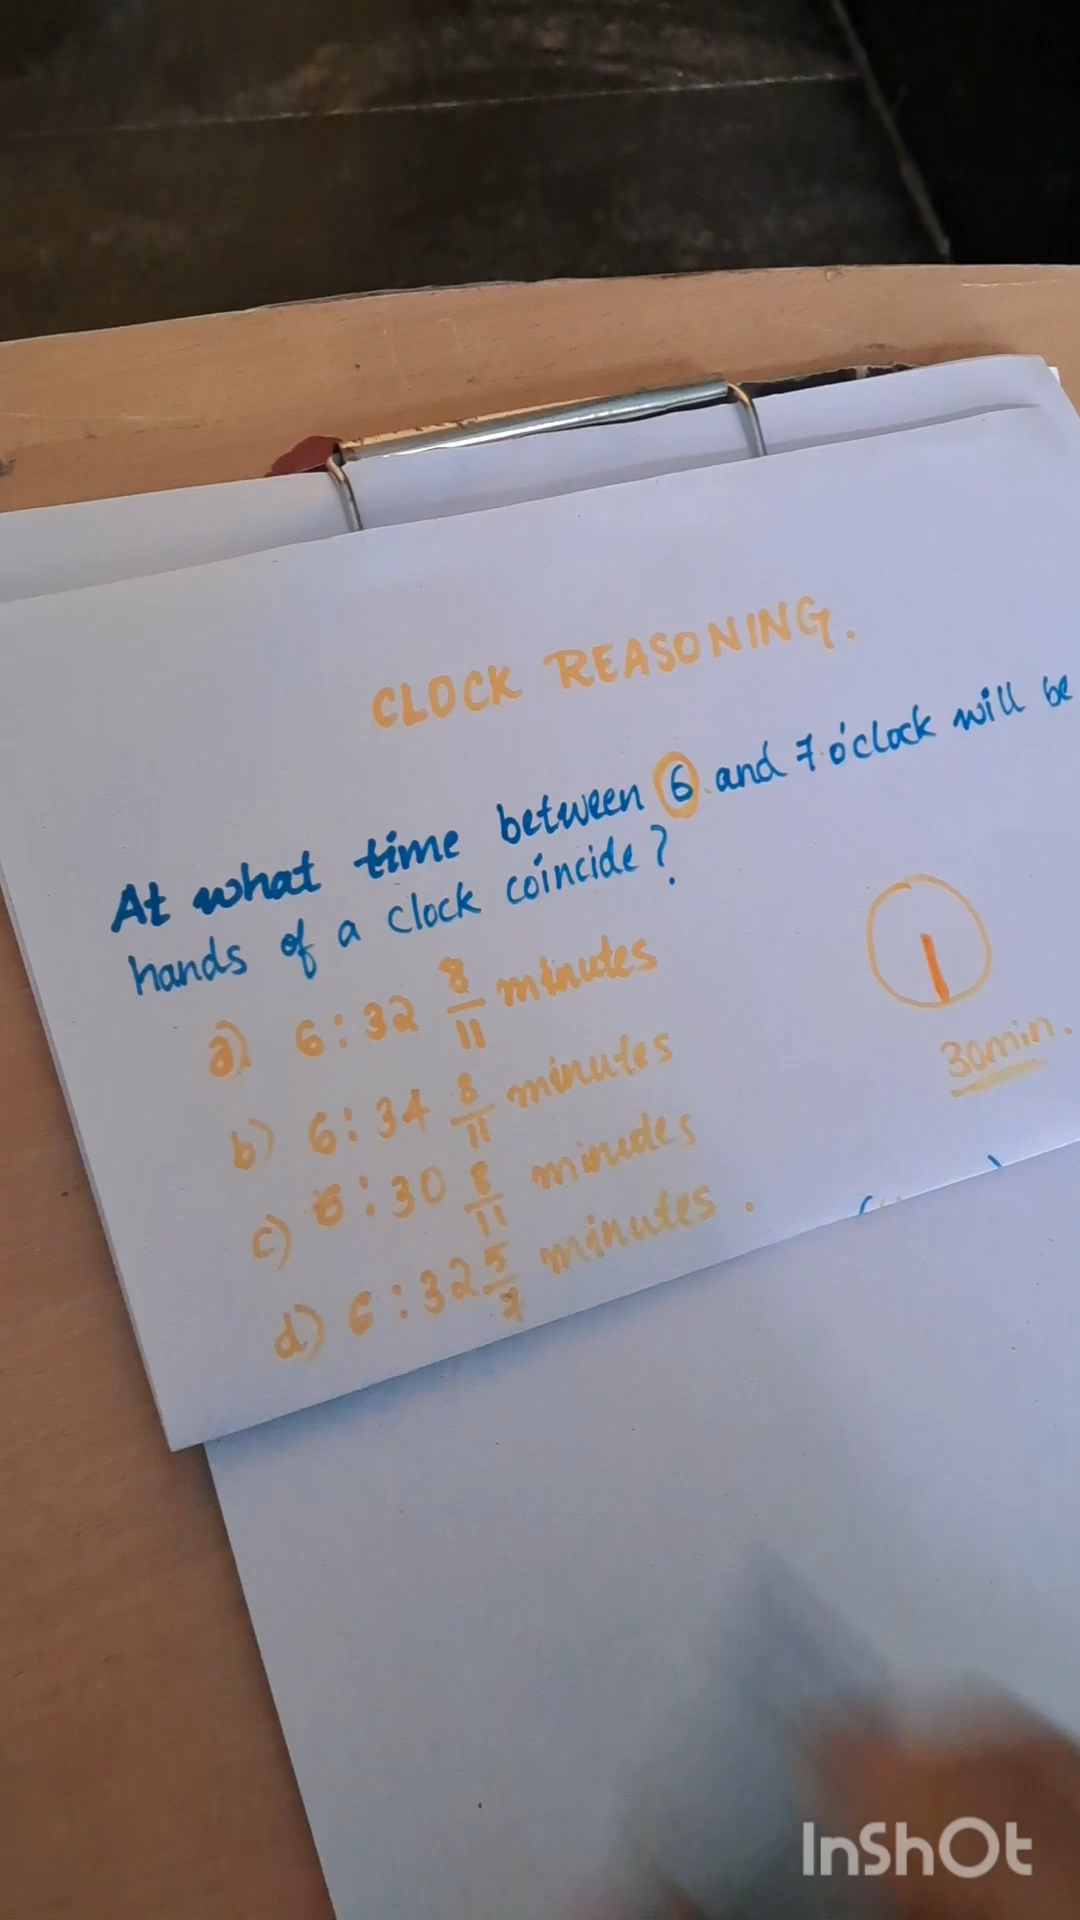 CLOCK REASONING.
At what time between 6 and 7 o'clock will be
hands of a clock coincide?
a) 6:32 8/11 minutes
b) 6:34 8/11 minutes
c) 6:30 8/11 minutes
d) 6:32 5/7 minutes.
30min.
InShOt